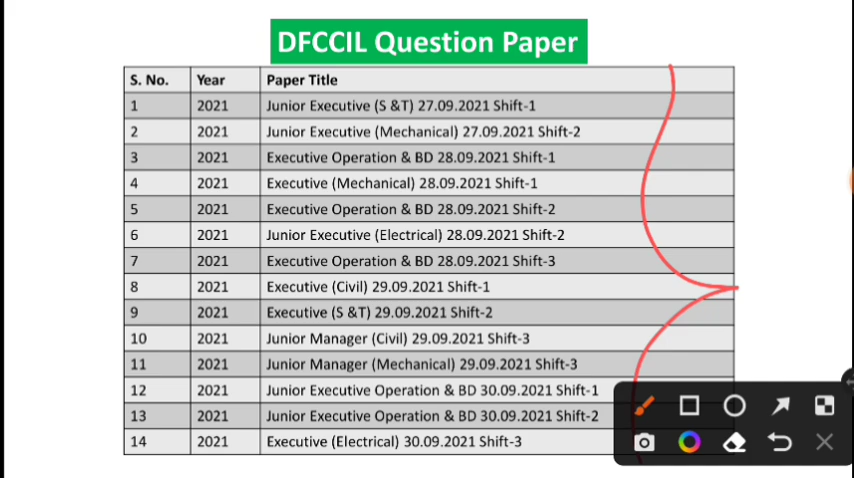 DFCCIL Question Paper
S. No. Year Paper Title
1 2021 Junior Executive (S &T) 27.09.2021 Shift-1
2 2021 Junior Executive (Mechanical) 27.09.2021 Shift-2
3 2021 Executive Operation & BD 28.09.2021 Shift-1
4 2021 Executive (Mechanical) 28.09.2021 Shift-1
5 2021 Executive Operation & BD 28.09.2021 Shift-2
6 2021 Junior Executive (Electrical) 28.09.2021 Shift-2
7 2021 Executive Operation & BD 28.09.2021 Shift-3
8 2021 Executive (Civil) 29.09.2021 Shift-1
9 2021 Executive (S &T) 29.09.2021 Shift-2
10 2021 Junior Manager (Civil) 29.09.2021 Shift-3
11 2021 Junior Manager (Mechanical) 29.09.2021 Shift-3
12 2021 Junior Executive Operation & BD 30.09.2021 Shift-1
13 2021 Junior Executive Operation & BD 30.09.2021 Shift-2
14 2021 Executive (Electrical) 30.09.2021 Shift-3